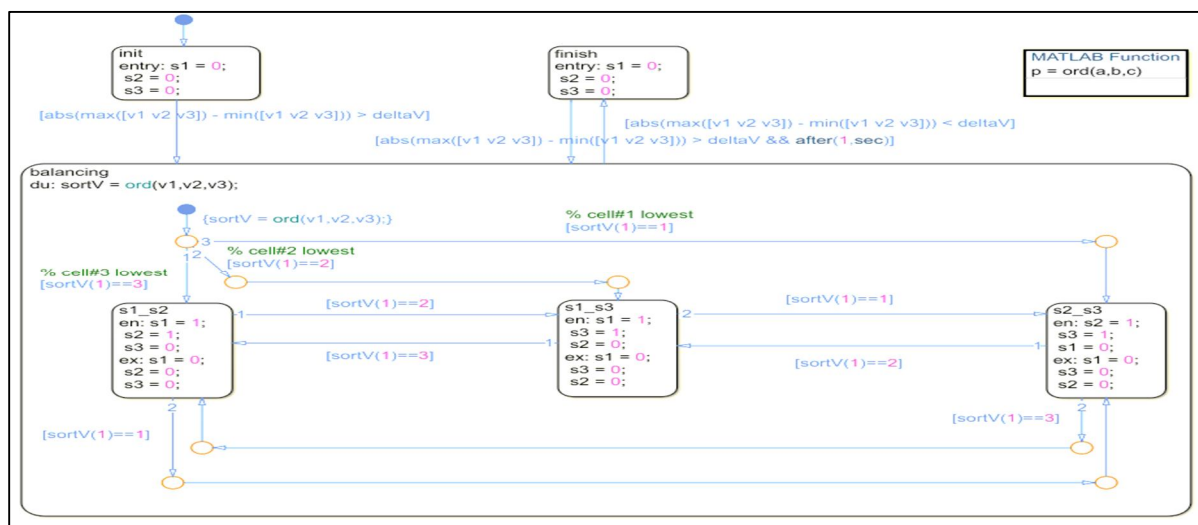 init
entry: s1 = 0;
s2 = 0;
s3 = 0;
finish
entry: s1 = 0;
s2 = 0;
s3 = 0;
MATLAB Function
p = ord(a,b,c)
[abs(max([v1 v2 v3]) - min([v1 v2 v3])) > deltaV]
[abs(max([v1 v2 v3]) - min([v1 v2 v3])) < deltaV]
[abs(max([v1 v2 v3]) - min([v1 v2 v3])) > deltaV && after(1,sec)]
balancing
du: sortV = ord(v1,v2,v3);
{sortV = ord(v1,v2,v3);}
% cell#1 lowest
[sortV(1)==1]
3
1
2
% cell#2 lowest
[sortV(1)==2]
% cell#3 lowest
[sortV(1)==3]
s1_s2
en: s1 = 1;
s2 = 1;
s3 = 0;
ex: s1 = 0;
s2 = 0;
s3 = 0;
1
[sortV(1)==2]
[sortV(1)==3]
1
s1_s3
en: s1 = 1;
s3 = 1;
s2 = 0;
ex: s1 = 0;
s3 = 0;
s2 = 0;
2
[sortV(1)==1]
[sortV(1)==2]
1
s2_s3
en: s2 = 1;
s3 = 1;
s1 = 0;
ex: s1 = 0;
s3 = 0;
s2 = 0;
2
[sortV(1)==1]
2
[sortV(1)==3]